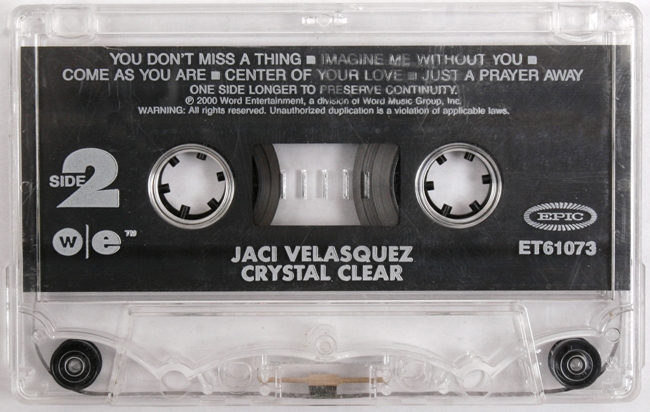 YOU DON'T MISS A THING ■ IMAGINE ME WITHOUT YOU ■
COME AS YOU ARE ■ CENTER OF YOUR LOVE ■ JUST A PRAYER AWAY
ONE SIDE LONGER TO PRESERVE CONTINUITY.
℗ 2000 Word Entertainment, a division of Word Music Group, Inc.
WARNING: All rights reserved. Unauthorized duplication is a violation of applicable laws.
SIDE 2
w|e
EPIC
ET61073
JACI VELASQUEZ
CRYSTAL CLEAR